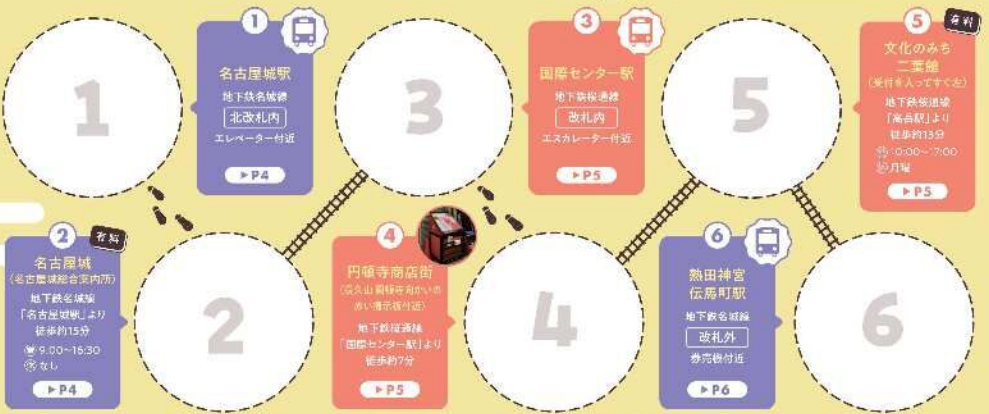 1
1
名古屋城駅
地下鉄名城線
北改札内
エレベーター付近
▶P4
3
3
国際センター駅
地下鉄桜通線
改札内
エスカレーター付近
▶P5
5
5
有料
文化のみち
二葉館
(受付を入ってすぐ左)
地下鉄桜通線
「高岳駅」より
徒歩約13分
10:00~17:00
月曜
▶P5
2
有料
名古屋城
(名古屋城総合案内所)
地下鉄名城線
「名古屋城駅」より
徒歩約15分
9:00~16:30
なし
▶P4
2
4
円頓寺商店街
地下鉄桜通線
「国際センター駅」より
徒歩約7分
▶P5
4
6
熱田神宮
伝馬町駅
地下鉄名城線
改札外
券売機付近
▶P6
6